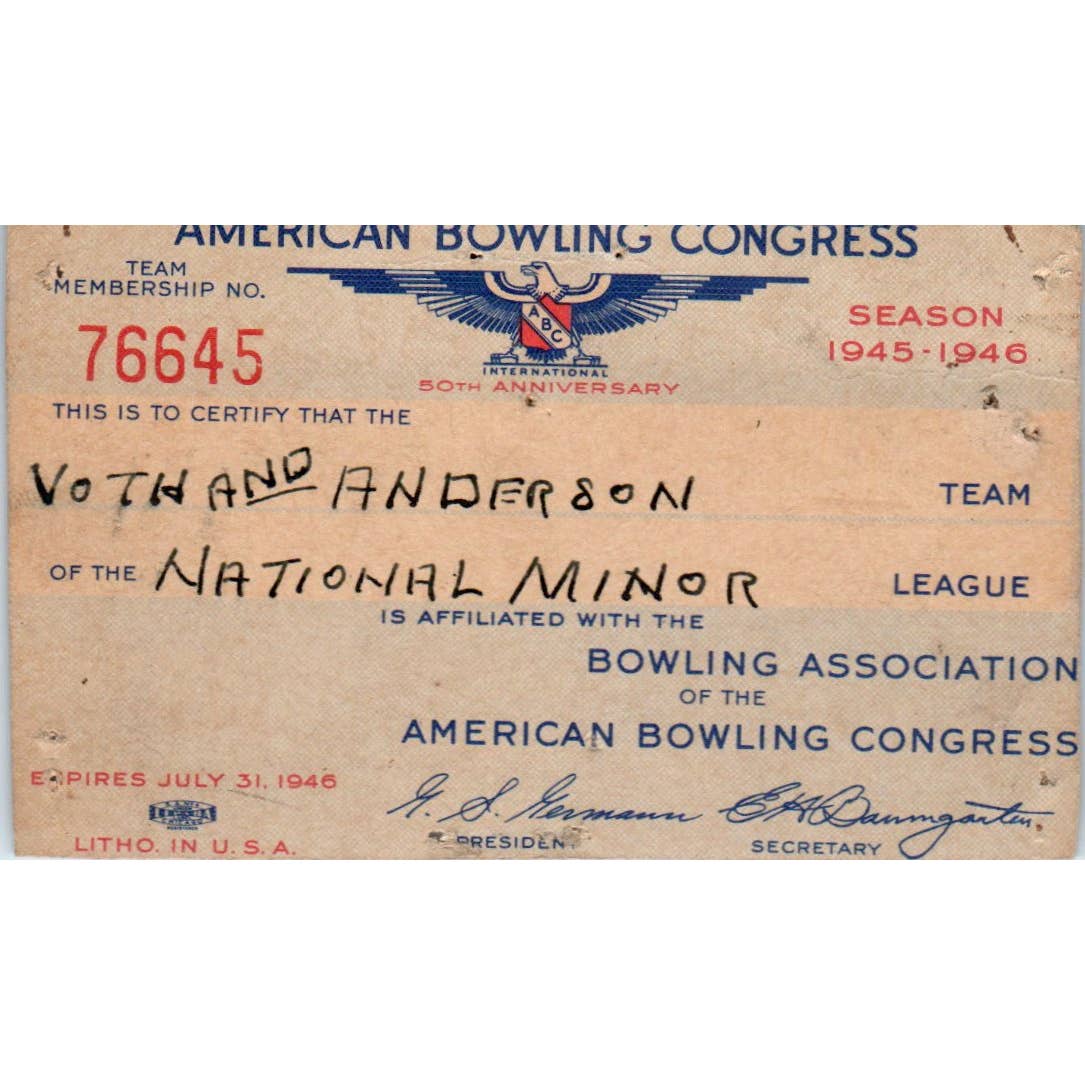 AMERICAN BOWLING CONGRESS
TEAM
MEMBERSHIP NO.
76645
ABC
INTERNATIONAL
50TH ANNIVERSARY
SEASON
1945-1946
THIS IS TO CERTIFY THAT THE
VOTH AND ANDERSON TEAM
OF THE NATIONAL MINOR LEAGUE
IS AFFILIATED WITH THE
BOWLING ASSOCIATION
OF THE
AMERICAN BOWLING CONGRESS
EXPIRES JULY 31, 1946
G. S. Germann E H Baumgarten
PRESIDENT SECRETARY
LITHO. IN U. S. A.